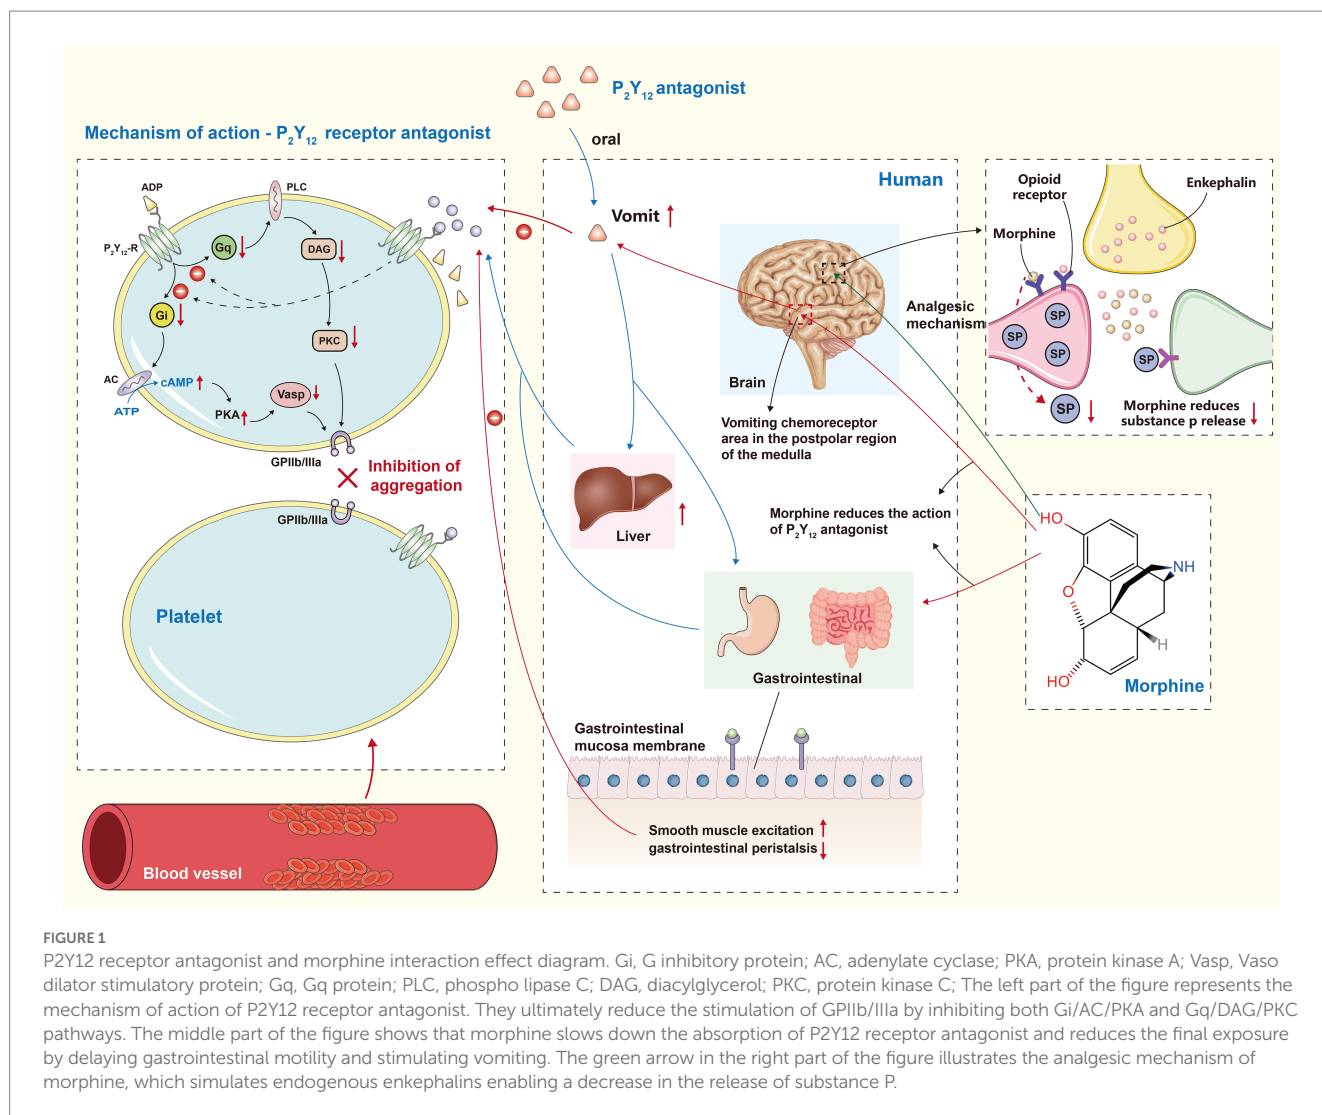 P2Y12 antagonist
oral
Mechanism of action - P2Y12 receptor antagonist
ADP
PLC
P2Y12-R
Gq
DAG
Gi
PKC
AC
cAMP
ATP
PKA
Vasp
GPIIb/IIIa
Inhibition of
aggregation
GPIIb/IIIa
Platelet
Blood vessel
Human
Vomit
Brain
Vomiting chemoreceptor
area in the postpolar region
of the medulla
Analgesic
mechanism
Liver
Morphine reduces the action
of P2Y12 antagonist
Gastrointestinal
Gastrointestinal
mucosa membrane
Smooth muscle excitation
gastrointestinal peristalsis
Opioid
receptor
Enkephalin
Morphine
SP
SP
SP
SP
SP
Morphine reduces
substance p release
HO
NH
O
H
HO
Morphine
FIGURE 1
P2Y12 receptor antagonist and morphine interaction effect diagram. Gi, G inhibitory protein; AC, adenylate cyclase; PKA, protein kinase A; Vasp, Vaso
dilator stimulatory protein; Gq, Gq protein; PLC, phospho lipase C; DAG, diacylglycerol; PKC, protein kinase C; The left part of the figure represents the
mechanism of action of P2Y12 receptor antagonist. They ultimately reduce the stimulation of GPIIb/IIIa by inhibiting both Gi/AC/PKA and Gq/DAG/PKC
pathways. The middle part of the figure shows that morphine slows down the absorption of P2Y12 receptor antagonist and reduces the final exposure
by delaying gastrointestinal motility and stimulating vomiting. The green arrow in the right part of the figure illustrates the analgesic mechanism of
morphine, which simulates endogenous enkephalins enabling a decrease in the release of substance P.